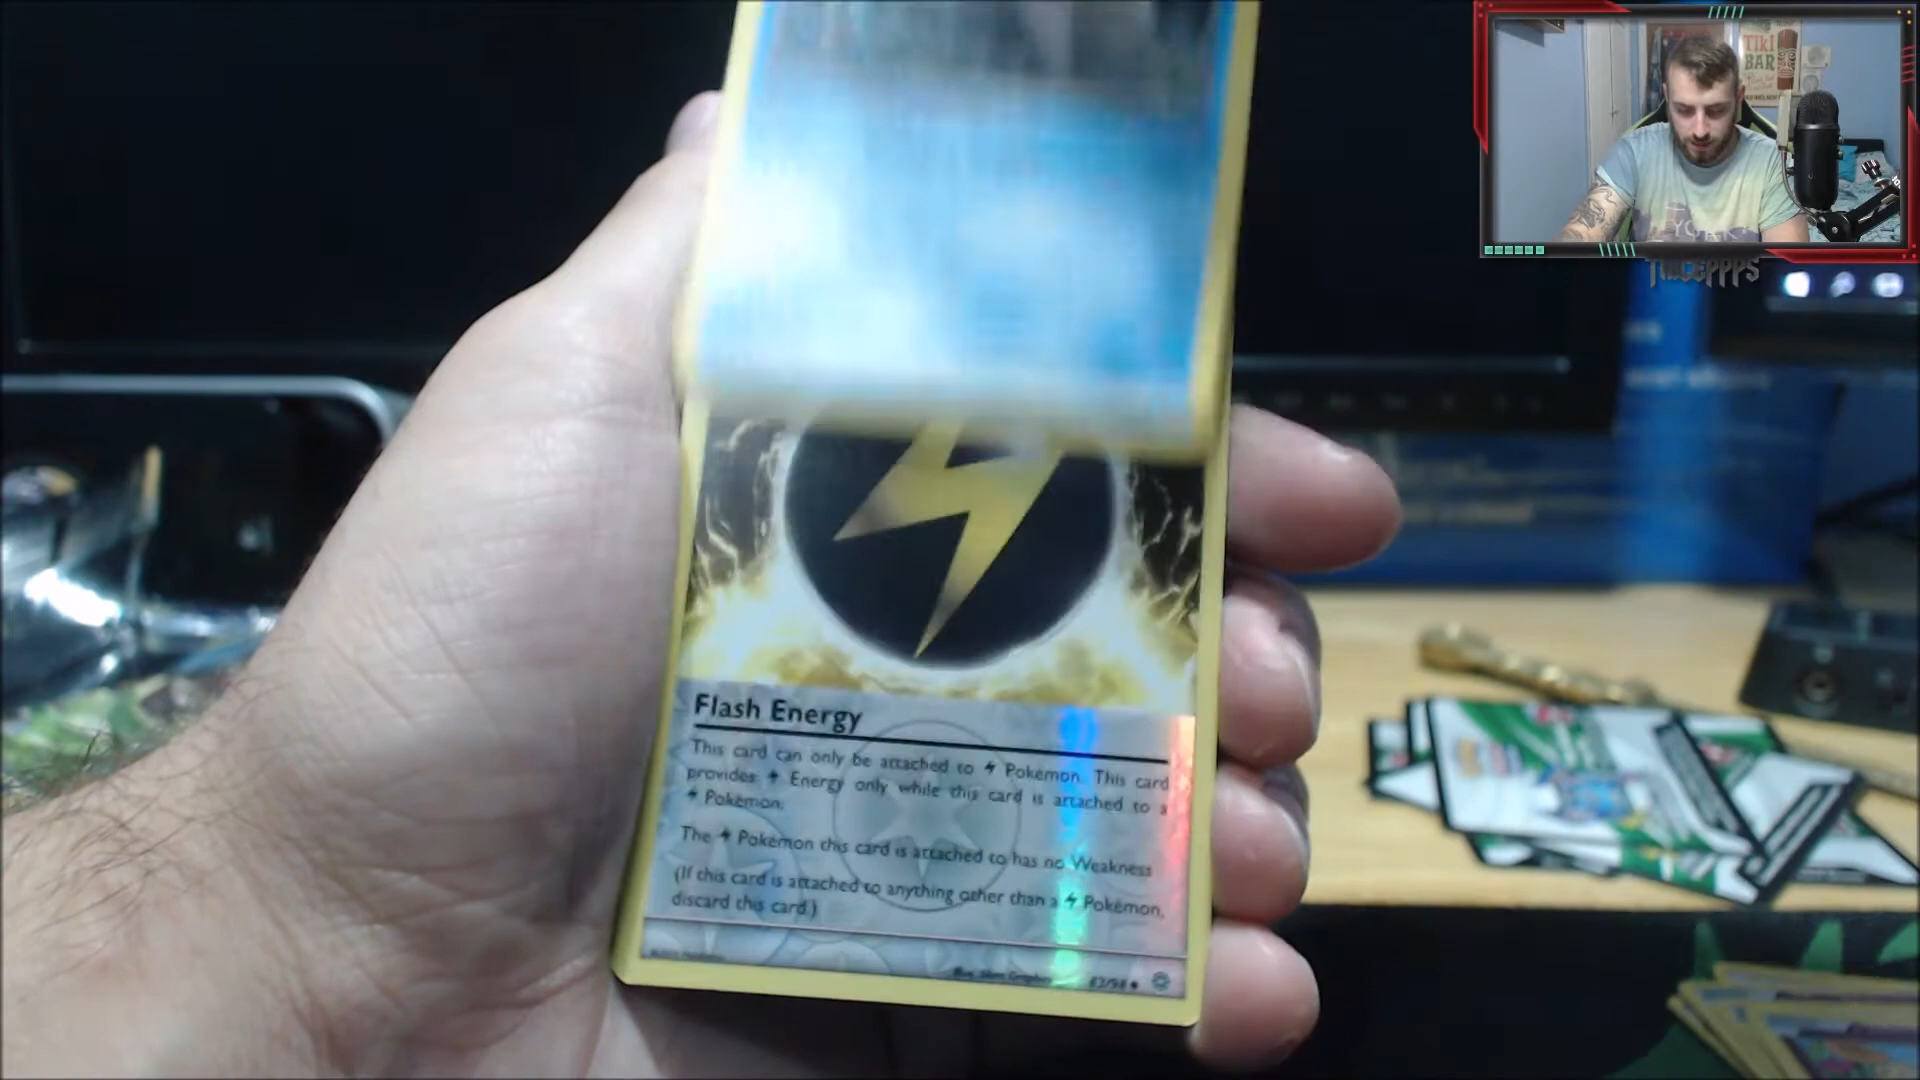 TIKI
BAR
Flash Energy
This card can only be attached to Pokémon. This card
provides Energy only while this card is attached to a
Pokémon.
The Pokémon this card is attached to has no Weakness
(If this card is attached to anything other than a Pokémon,
discard this card.)